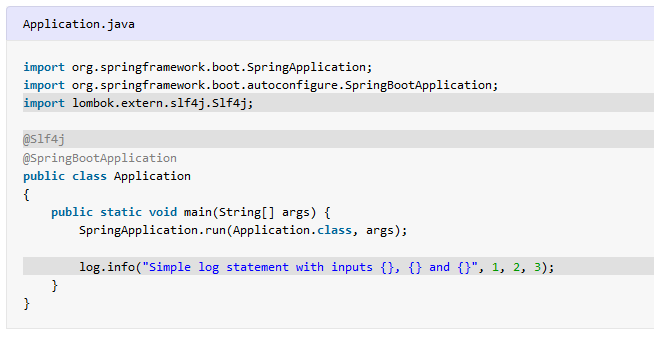 Application.java
import org.springframework.boot.SpringApplication;
import org.springframework.boot.autoconfigure.SpringBootApplication;
import lombok.extern.slf4j.Slf4j;
@Slf4j
@SpringBootApplication
public class Application
{
    public static void main(String[] args) {
        SpringApplication.run(Application.class, args);
        log.info("Simple log statement with inputs {}, {} and {}", 1, 2, 3);
    }
}